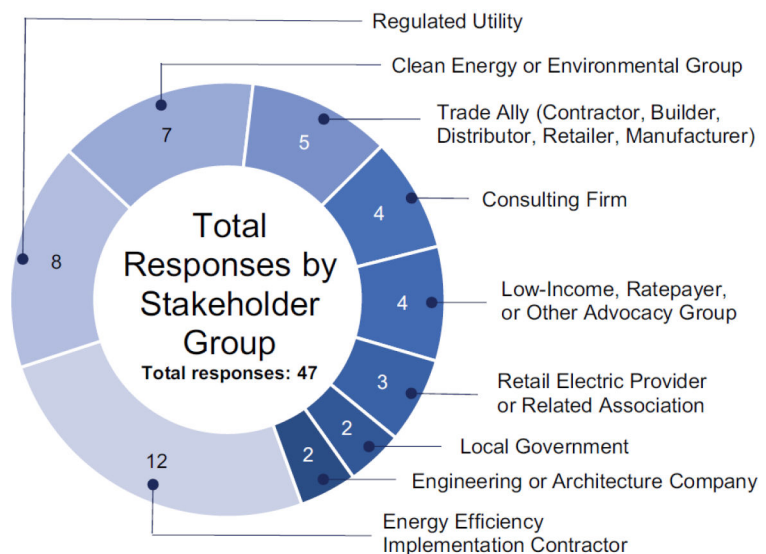 Regulated Utility
Clean Energy or Environmental Group
Trade Ally (Contractor, Builder,
Distributor, Retailer, Manufacturer)
Consulting Firm
Low-Income, Ratepayer,
or Other Advocacy Group
Retail Electric Provider
or Related Association
Local Government
Engineering or Architecture Company
Energy Efficiency
Implementation Contractor
8
7
5
4
4
3
2
2
12
Total
Responses by
Stakeholder
Group
Total responses: 47